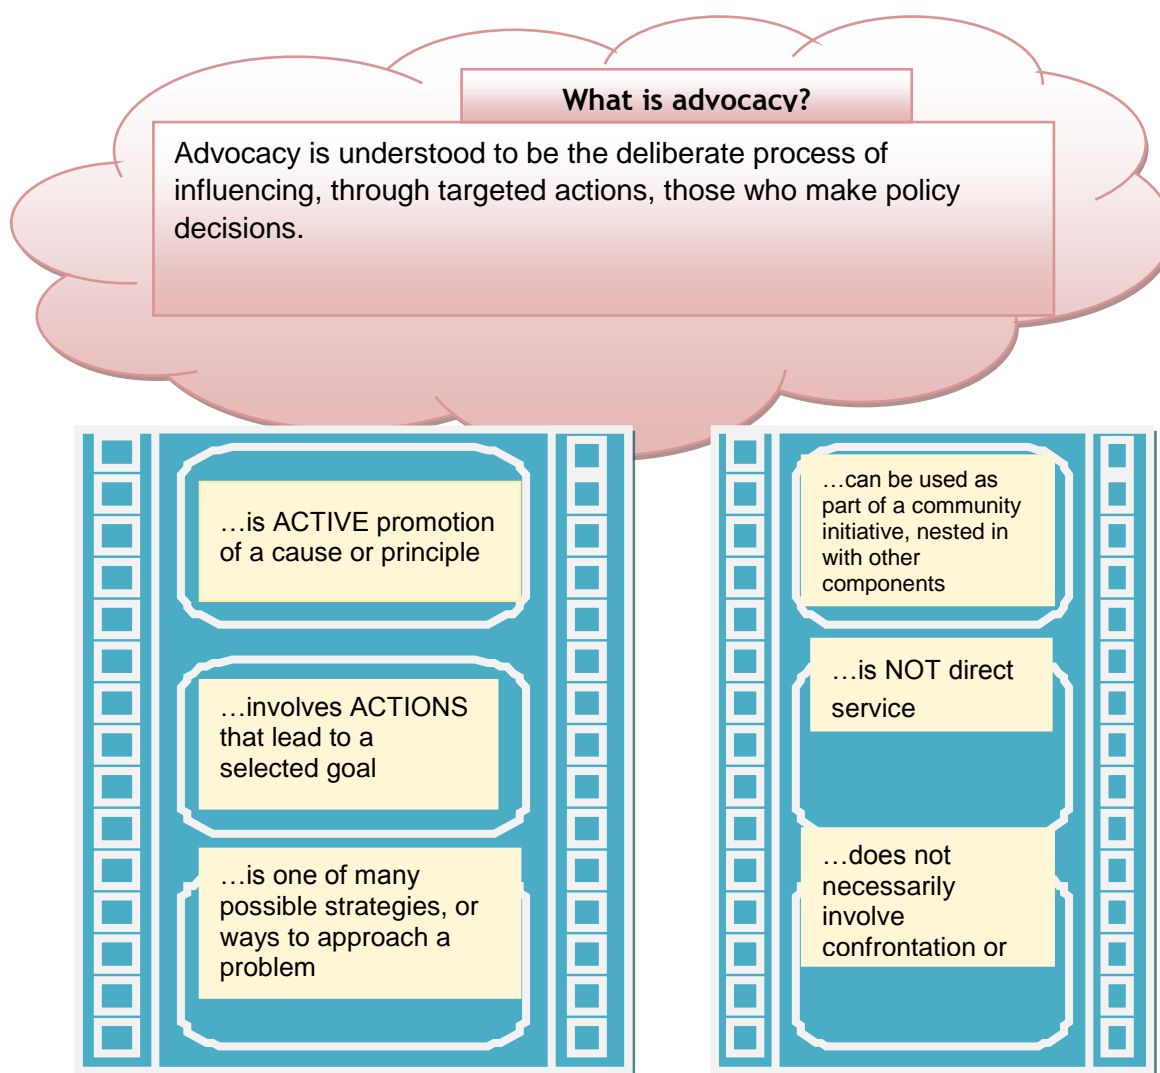 What is advocacy?
Advocacy is understood to be the deliberate process of
influencing, through targeted actions, those who make policy
decisions.
…is ACTIVE promotion
of a cause or principle
…involves ACTIONS
that lead to a
selected goal
…is one of many
possible strategies, or
ways to approach a
problem
…can be used as
part of a community
initiative, nested in
with other
components
…is NOT direct
service
…does not
necessarily
involve
confrontation or